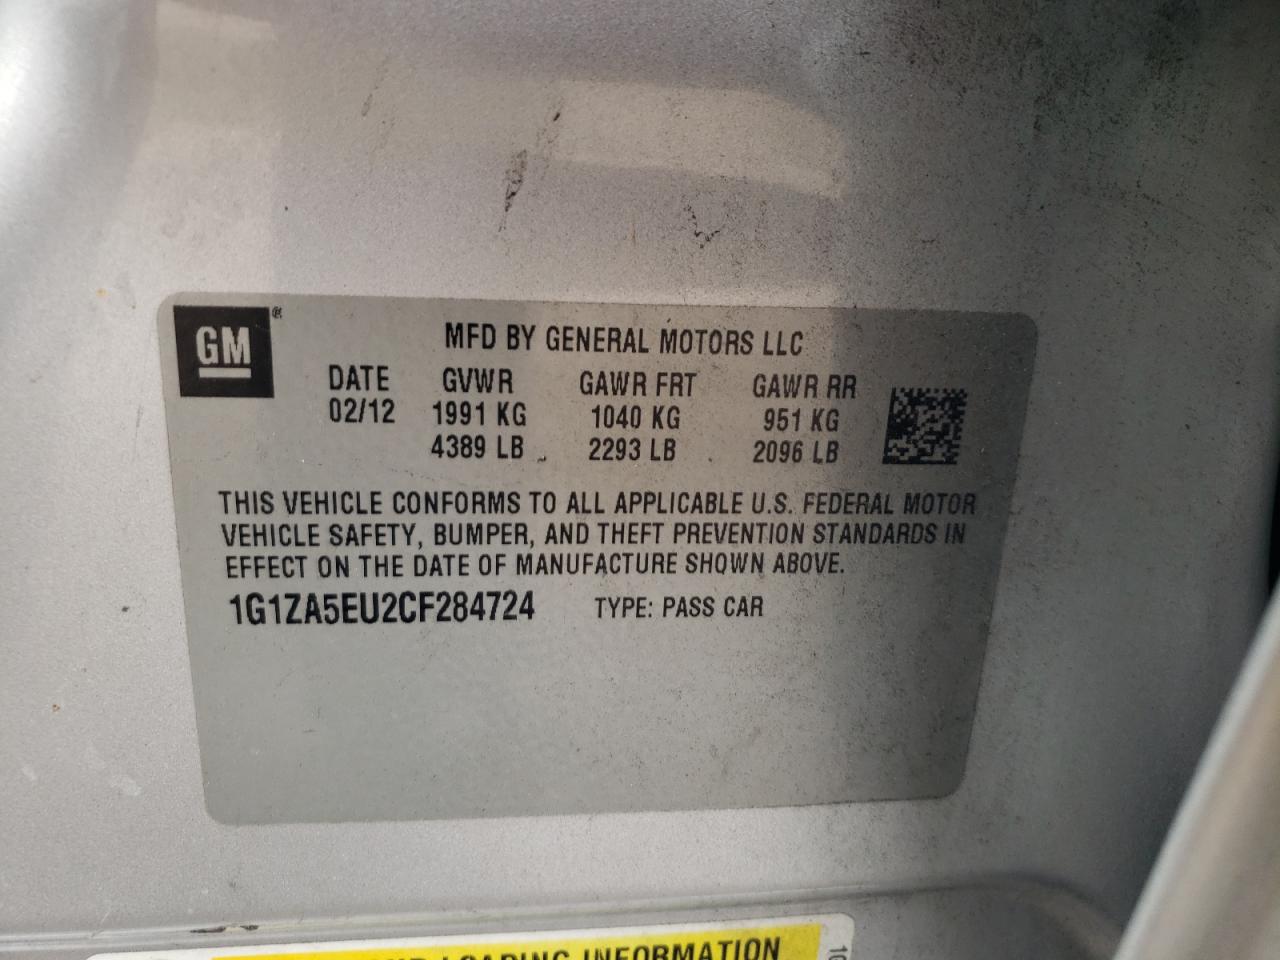 GM®
MFD BY GENERAL MOTORS LLC
DATE GVWR GAWR FRT GAWR RR
02/12 1991 KG 1040 KG 951 KG
4389 LB 2293 LB 2096 LB
THIS VEHICLE CONFORMS TO ALL APPLICABLE U.S. FEDERAL MOTOR
VEHICLE SAFETY, BUMPER, AND THEFT PREVENTION STANDARDS IN
EFFECT ON THE DATE OF MANUFACTURE SHOWN ABOVE.
1G1ZA5EU2CF284724 TYPE: PASS CAR
LOADING INFORMATION